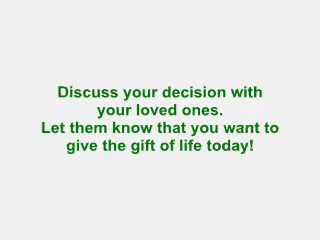 Discuss your decision with
your loved ones.
Let them know that you want to
give the gift of life today!